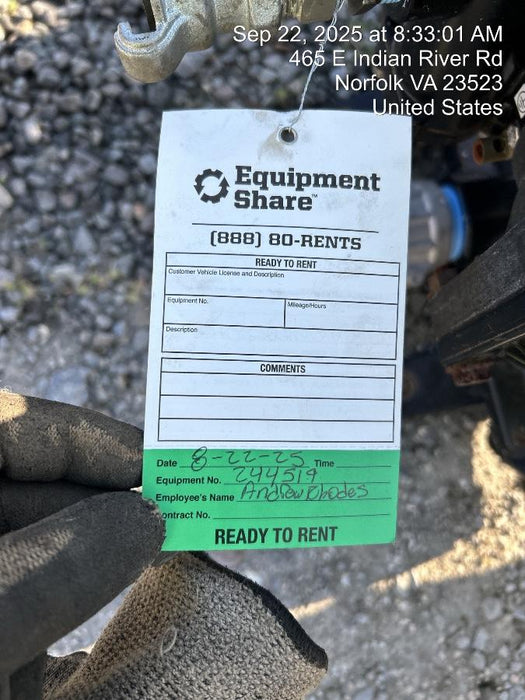 Sep 22, 2025 at 8:33:01 AM
465 E Indian River Rd
Norfolk VA 23523
United States
Equipment
Share™
(888) 80-RENTS
READY TO RENT
Customer Vehicle License and Description
Equipment No. Mileage/Hours
Description
COMMENTS
Date 8-22-25 Time
Equipment No. 244519
Employee's Name Andrew Rhodes
ontract No.
READY TO RENT